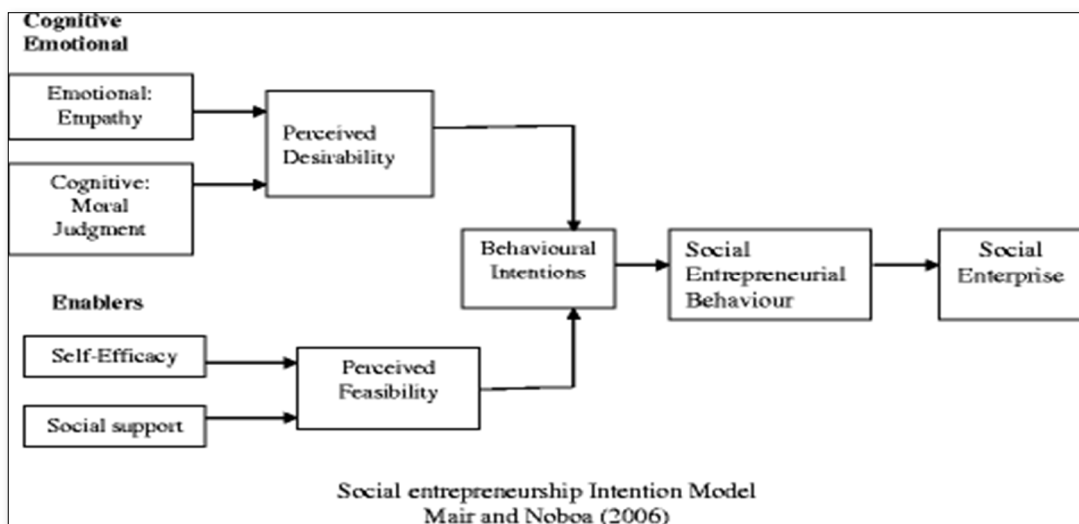 Cognitive
Emotional
Emotional:
Empathy
Cognitive:
Moral
Judgment
Perceived
Desirability
Behavioural
Intentions
Social
Entrepreneurial
Behaviour
Social
Enterprise
Enablers
Self-Efficacy
Social support
Perceived
Feasibility
Social entrepreneurship Intention Model
Mair and Noboa (2006)